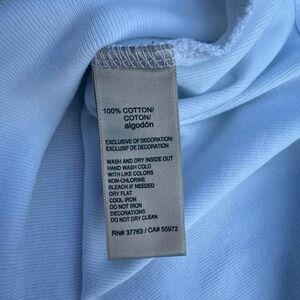 100% COTTON/
COTON/
algodón
EXCLUSIVE OF DECORATION/
EXCLUSIF DE DECORATION
WASH AND DRY INSIDE OUT
HAND WASH COLD
WITH LIKE COLORS
NON-CHLORINE
BLEACH IF NEEDED
DRY FLAT
COOL IRON
DO NOT IRON
DECORATIONS
DO NOT DRY CLEAN
RN# 37763 / CA# 55972